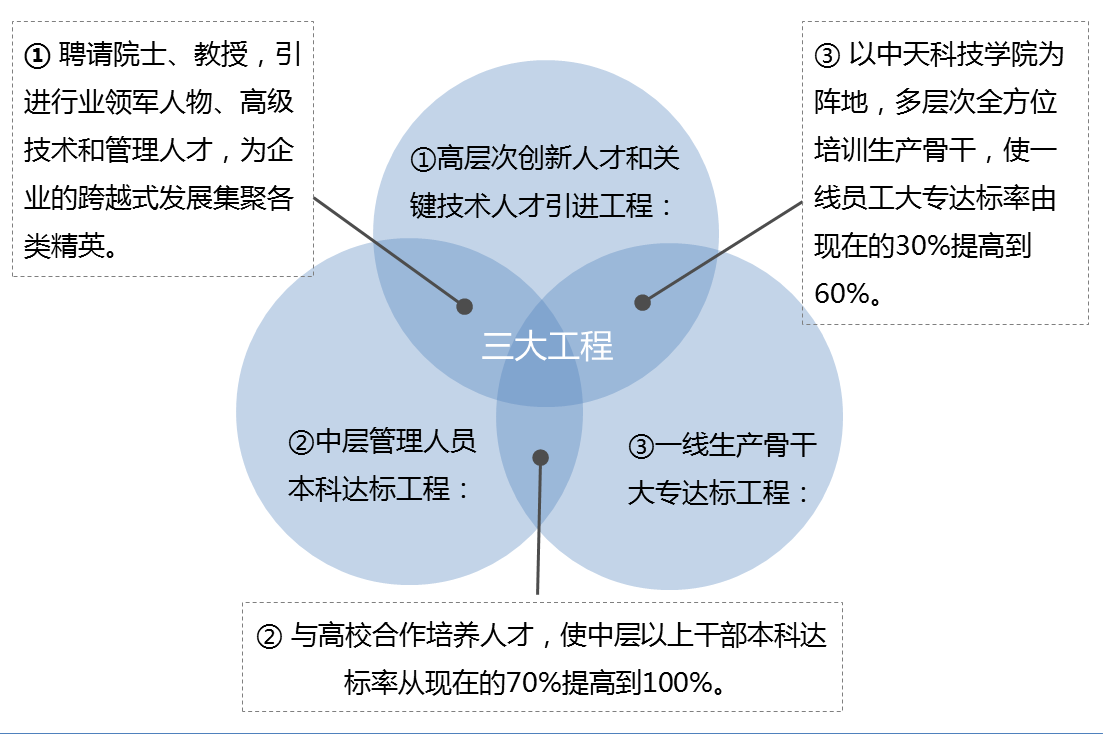 ① 聘请院士、教授，引
进行业领军人物、高级
技术和管理人才，为企
业的跨越式发展集聚各
类精英。
③ 以中天科技学院为
阵地，多层次全方位
培训生产骨干，使一
线员工大专达标率由
现在的30%提高到
60%。
①高层次创新人才和关
键技术人才引进工程：
三大工程
②中层管理人员
本科达标工程：
③一线生产骨干
大专达标工程：
② 与高校合作培养人才，使中层以上干部本科达
标率从现在的70%提高到100%。